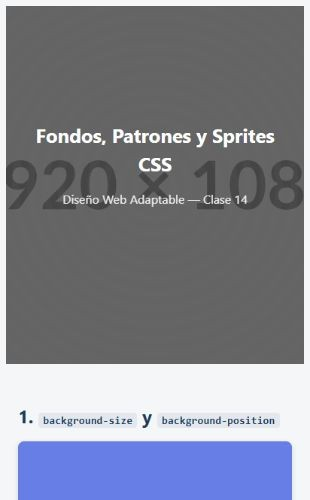 Fondos, Patrones y Sprites
CSS
920 × 108
Diseño Web Adaptable — Clase 14
1. background-size y background-position